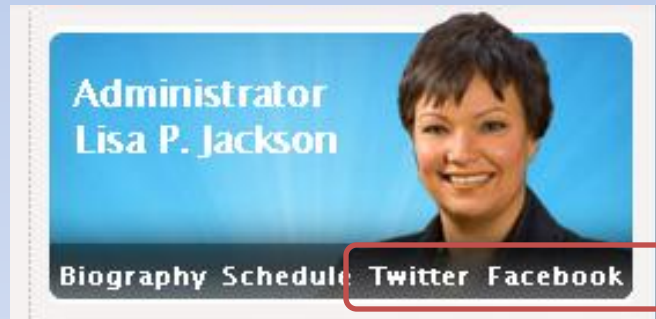 Administrator
Lisa P. Jackson
Biography Schedule Twitter Facebook